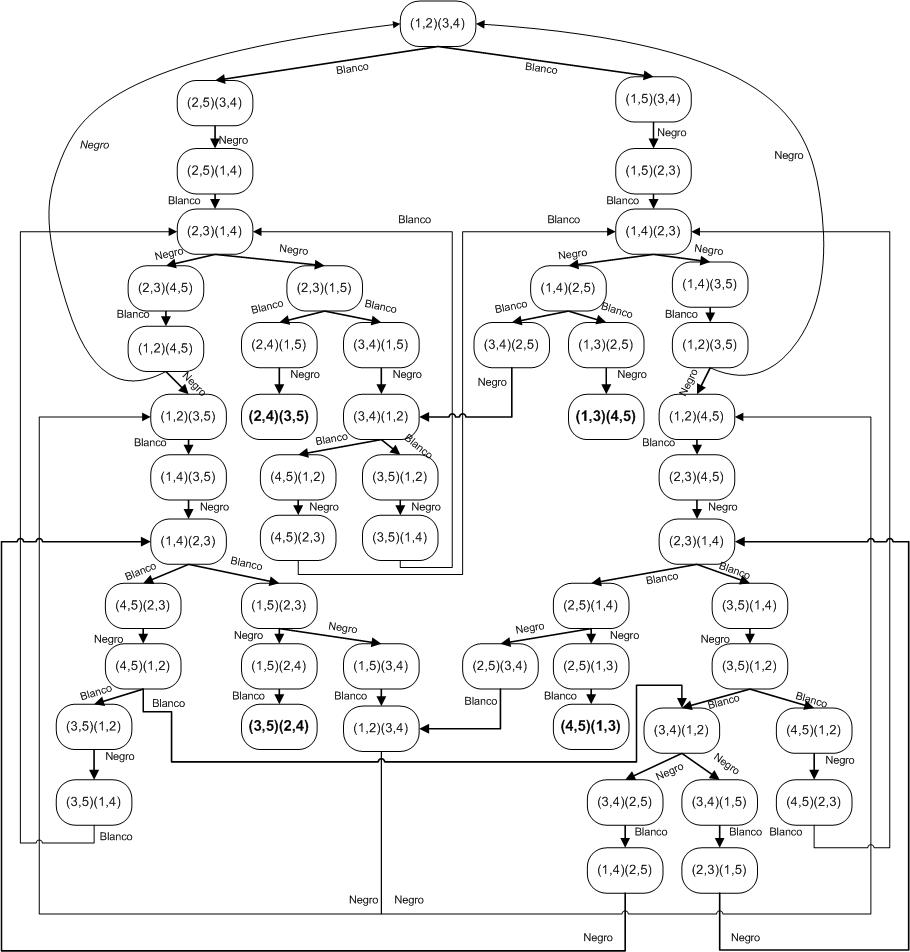 (1,2)(3,4)
Blanco Blanco
(2,5)(3,4) (1,5)(3,4)
Negro Negro
Negro Negro
(2,5)(1,4) (1,5)(2,3)
Blanco Blanco
Blanco Blanco
(2,3)(1,4) (1,4)(2,3)
Negro Negro Negro Negro
(2,3)(4,5) (2,3)(1,5) (1,4)(2,5) (1,4)(3,5)
Blanco Blanco Blanco Blanco Blanco Blanco
(1,2)(4,5) (2,4)(1,5) (3,4)(1,5) (3,4)(2,5) (1,3)(2,5) (1,2)(3,5)
Negro Negro Negro Negro Negro Negro
(1,2)(3,5) (2,4)(3,5) (3,4)(1,2) (1,3)(4,5) (1,2)(4,5)
Blanco Blanco Blanco Blanco
(1,4)(3,5) (4,5)(1,2) (3,5)(1,2) (2,3)(4,5)
Negro Negro Negro Negro
(1,4)(2,3) (4,5)(2,3) (3,5)(1,4) (2,3)(1,4)
Blanco Blanco Blanco Blanco
(4,5)(2,3) (1,5)(2,3) (2,5)(1,4) (3,5)(1,4)
Negro Negro Negro Negro Negro Negro
(4,5)(1,2) (1,5)(2,4) (1,5)(3,4) (2,5)(3,4) (2,5)(1,3) (3,5)(1,2)
Blanco Blanco Blanco Blanco Blanco Blanco Blanco Blanco
(3,5)(1,2) (3,5)(2,4) (1,2)(3,4) (4,5)(1,3) (3,4)(1,2) (4,5)(1,2)
Negro Negro Negro Negro
(3,5)(1,4) (3,4)(2,5) (3,4)(1,5) (4,5)(2,3)
Blanco Blanco Blanco Blanco
(1,4)(2,5) (2,3)(1,5)
Negro Negro
Negro Negro